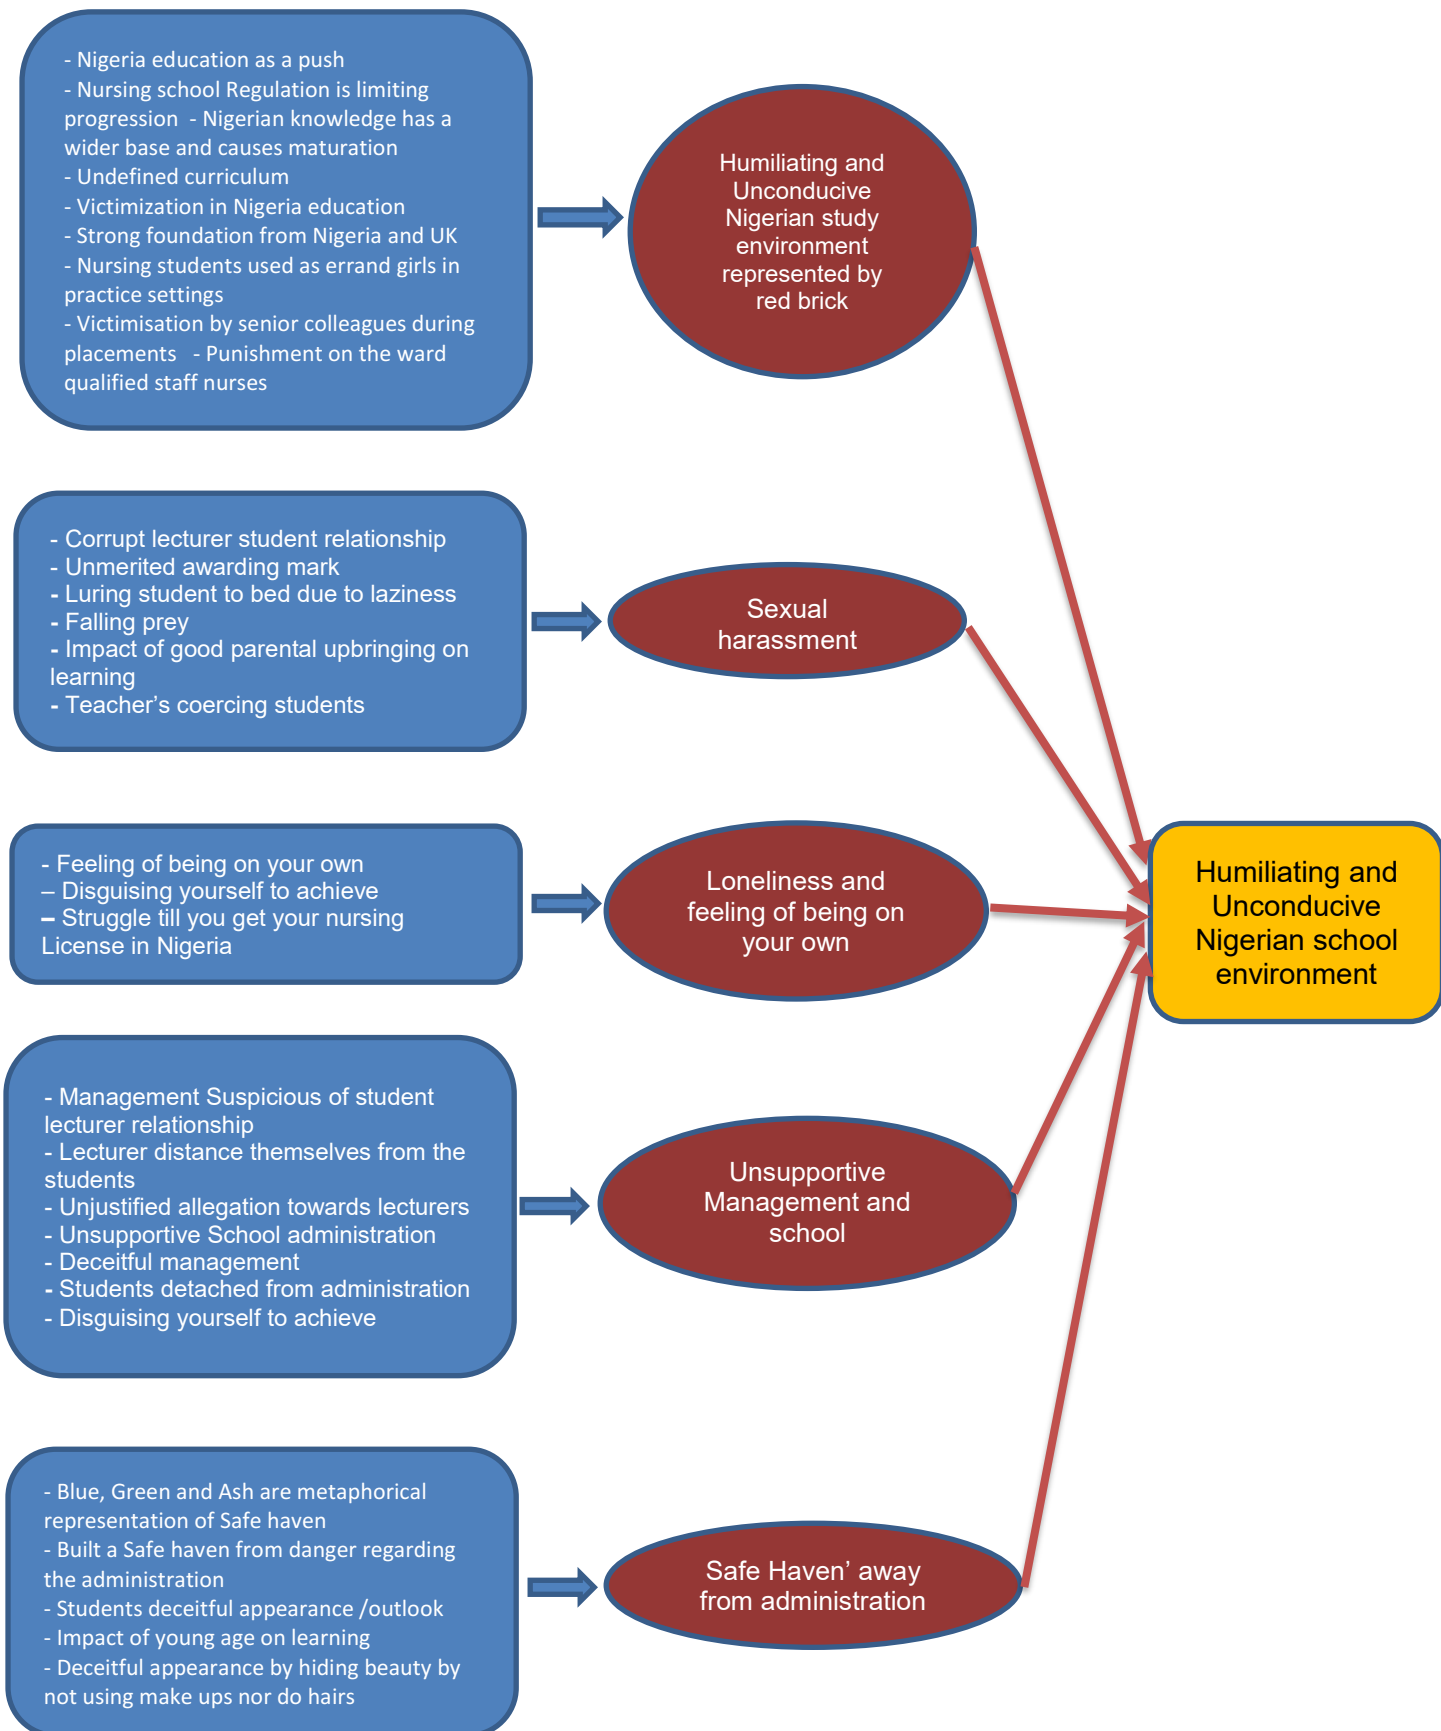 - Nigeria education as a push
- Nursing school Regulation is limiting
progression  - Nigerian knowledge has a
wider base and causes maturation
- Undefined curriculum
- Victimization in Nigeria education
- Strong foundation from Nigeria and UK
- Nursing students used as errand girls in
practice settings
- Victimisation by senior colleagues during
placements   - Punishment on the ward
qualified staff nurses
Humiliating and
Unconducive
Nigerian study
environment
represented by
red brick
- Corrupt lecturer student relationship
- Unmerited awarding mark
- Luring student to bed due to laziness
- Falling prey
- Impact of good parental upbringing on
learning
- Teacher’s coercing students
Sexual
harassment
- Feeling of being on your own
– Disguising yourself to achieve
– Struggle till you get your nursing
License in Nigeria
Loneliness and
feeling of being on
your own
Humiliating and
Unconducive
Nigerian school
environment
- Management Suspicious of student
lecturer relationship
- Lecturer distance themselves from the
students
- Unjustified allegation towards lecturers
- Unsupportive School administration
- Deceitful management
- Students detached from administration
- Disguising yourself to achieve
Unsupportive
Management and
school
- Blue, Green and Ash are metaphorical
representation of Safe haven
- Built a Safe haven from danger regarding
the administration
- Students deceitful appearance /outlook
- Impact of young age on learning
- Deceitful appearance by hiding beauty by
not using make ups nor do hairs
Safe Haven’ away
from administration